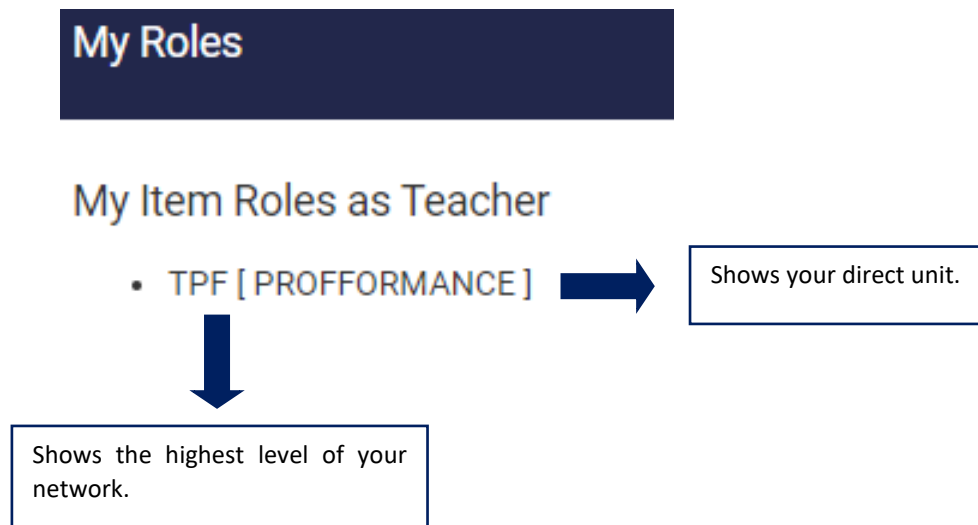 My Roles
My Item Roles as Teacher
• TPF [ PROFFORMANCE ]
Shows your direct unit.
Shows the highest level of your
network.